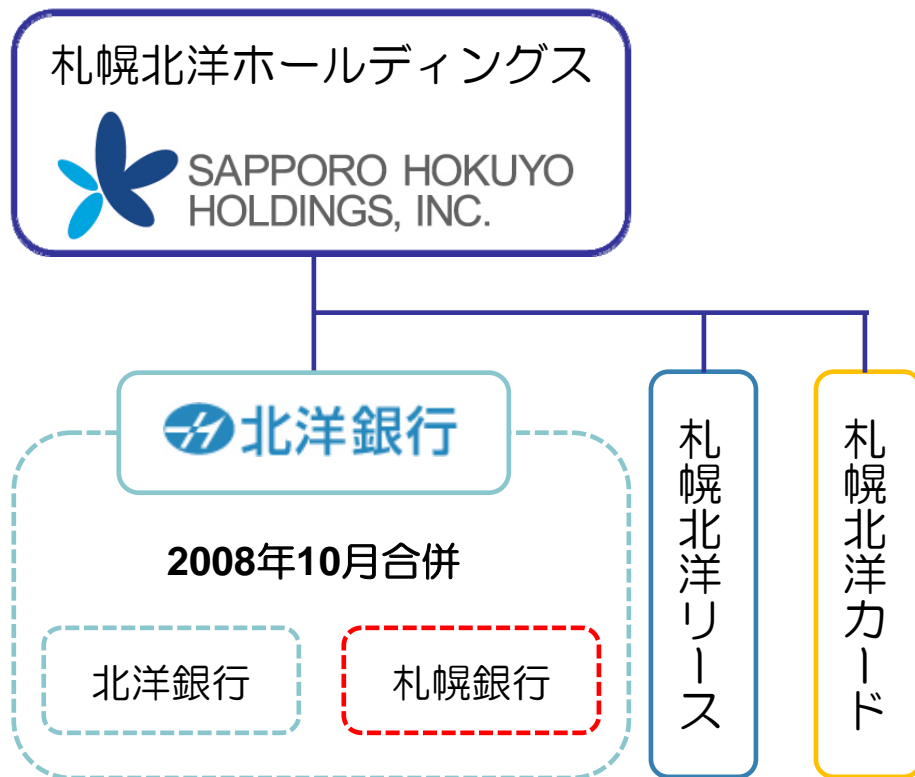 札幌北洋ホールディングス
SAPPORO HOKUYO
HOLDINGS, INC.
北洋銀行
2008年10月合併
北洋銀行
札幌銀行
札幌北洋リース
札幌北洋カード